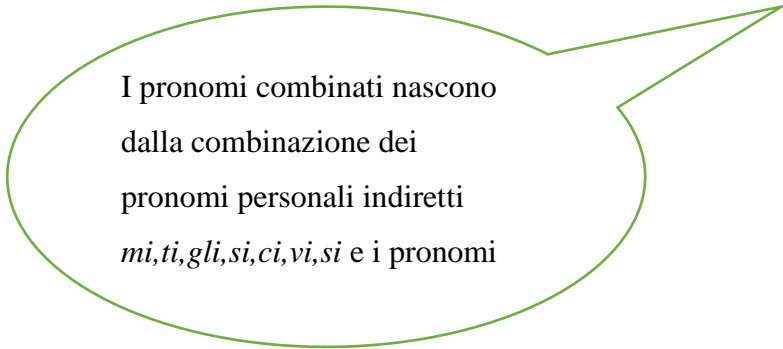 I pronomi combinati nascono
dalla combinazione dei
pronomi personali indiretti
mi,ti,gli,si,ci,vi,si e i pronomi